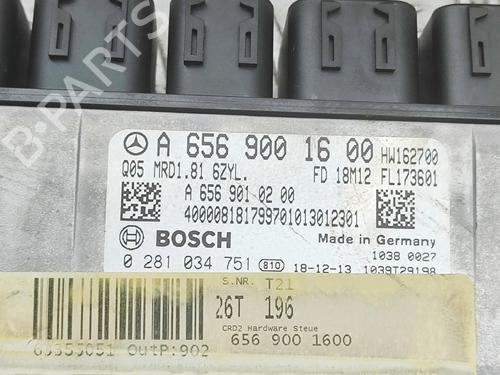 B-PARTS
A 656 900 16 00 HW162700
Q05 MRD1.81 6ZYL. FD 18M12 FL173601
A 656 901 02 00
400008181799701013012301
BOSCH Made in Germany
1038 0027
0 281 034 751 810 18-12-13 1039T29198
S.NR. T21
26T 196
CRD2 Hardware Steue
OutP:902 656 900 1600